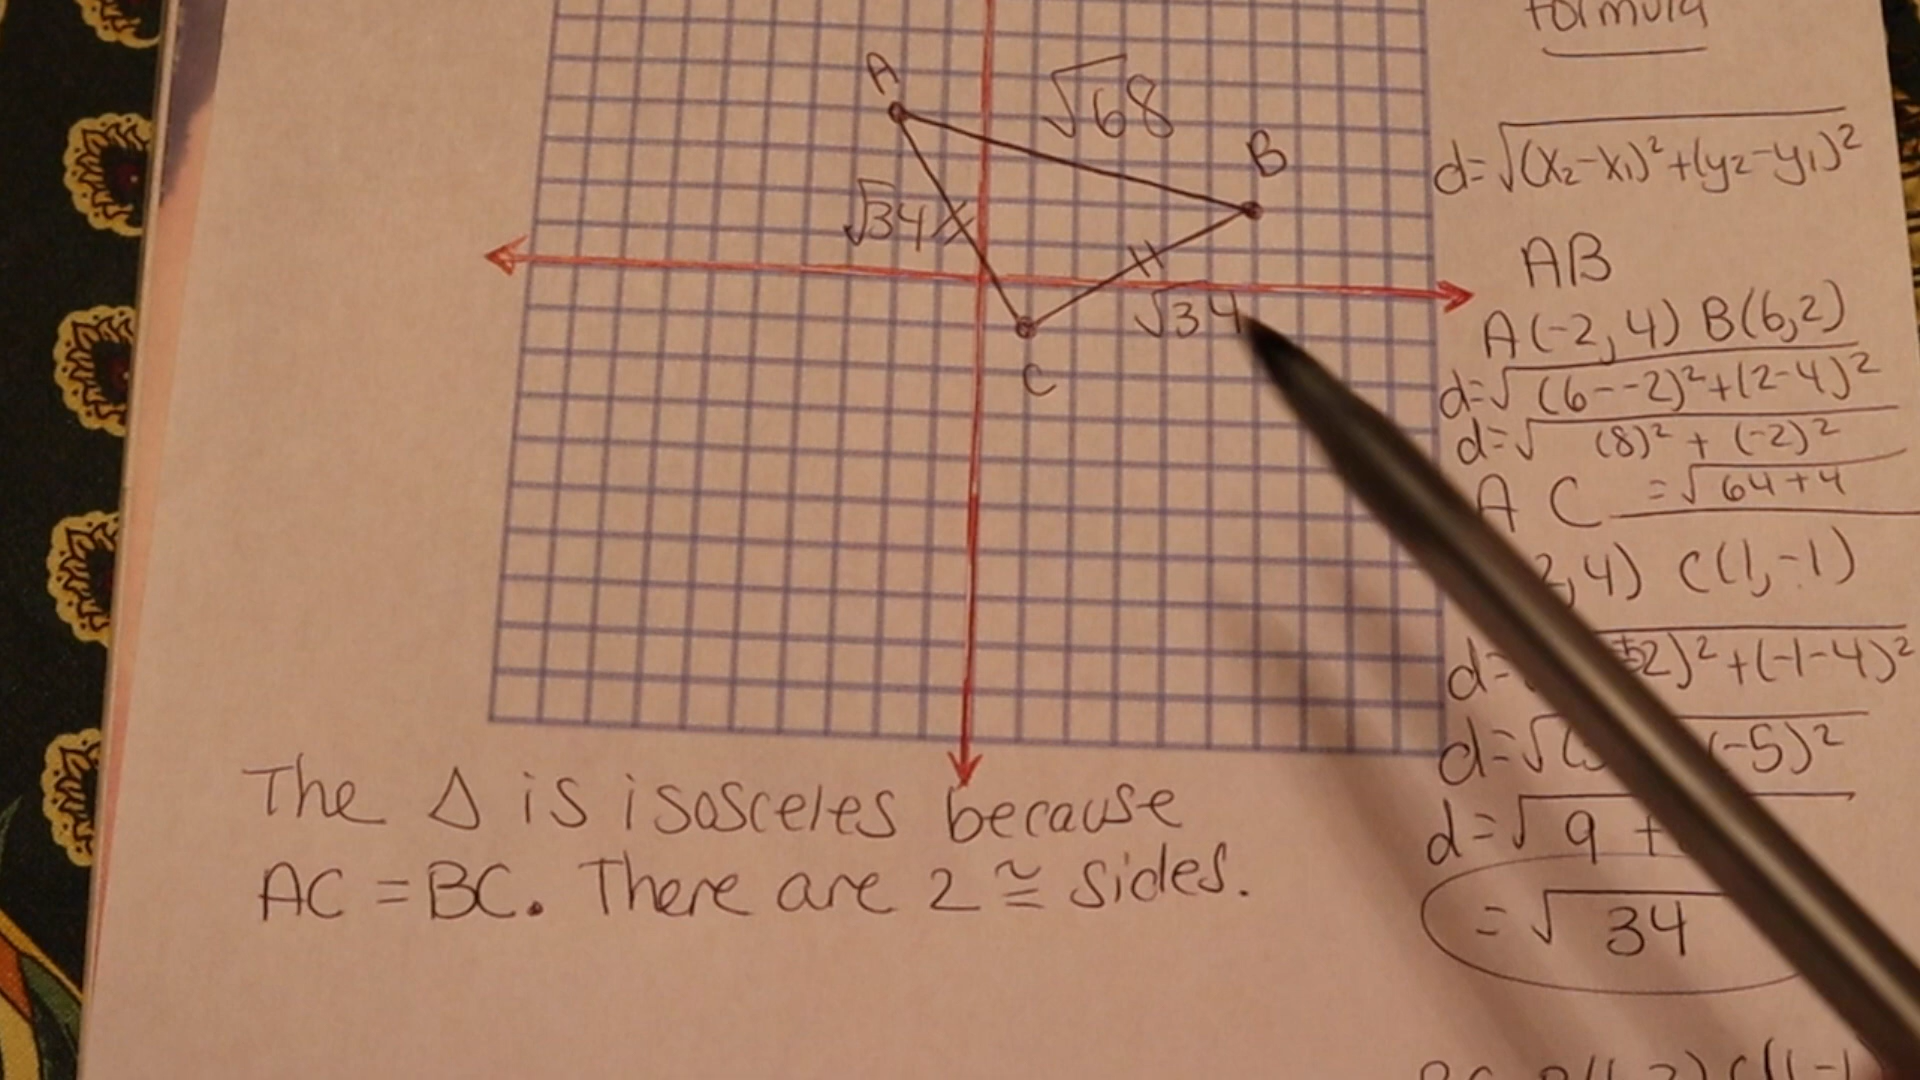 formula
A
√68
B
√34
√34
C
d=√(x₂-x₁)²+(y₂-y₁)²
AB
A(-2,4) B(6,2)
d=√(6--2)²+(2-4)²
d=√(8)²+(-2)²
=√64+4
AC
2,4) C(1,-1)
d= 2)²+(-1-4)²
d=√( (-5)²
d=√9+
=√34
The △ is isosceles because
AC=BC. There are 2 ≅ sides.